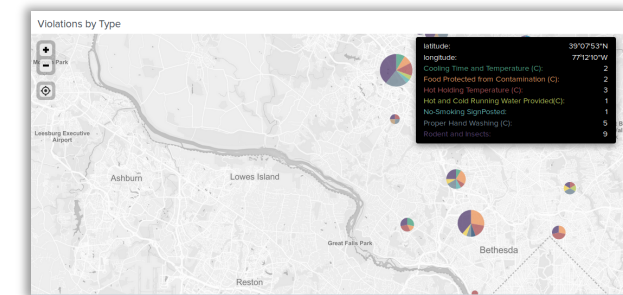 Violations by Type
latitude: 39°07'53"N
longitude: 77°12'10"W
Cooling Time and Temperature (C): 2
Food Protected from Contamination (C): 2
Hot Holding Temperature (C): 3
Hot and Cold Running Water Provided(C): 1
No-Smoking SignPosted: 1
Proper Hand Washing (C): 5
Rodent and Insects: 9
+
−
Park
Leesburg Executive
Airport
Ashburn
Lowes Island
Great Falls Park
Bethesda
Reston